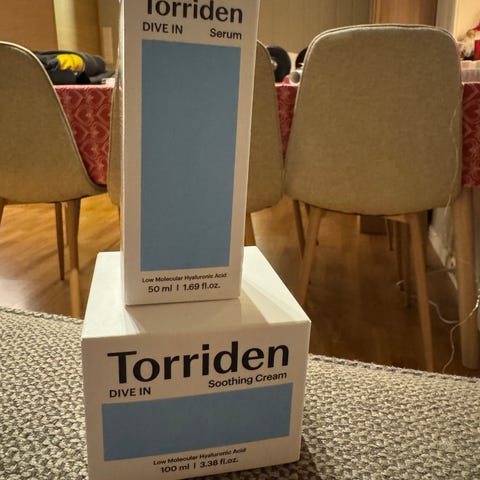 Torriden
DIVE IN Serum
Low Molecular Hyaluronic Acid
50 ml | 1.69 fl.oz.
Torriden
DIVE IN Soothing Cream
Low Molecular Hyaluronic Acid
100 ml | 3.38 fl.oz.